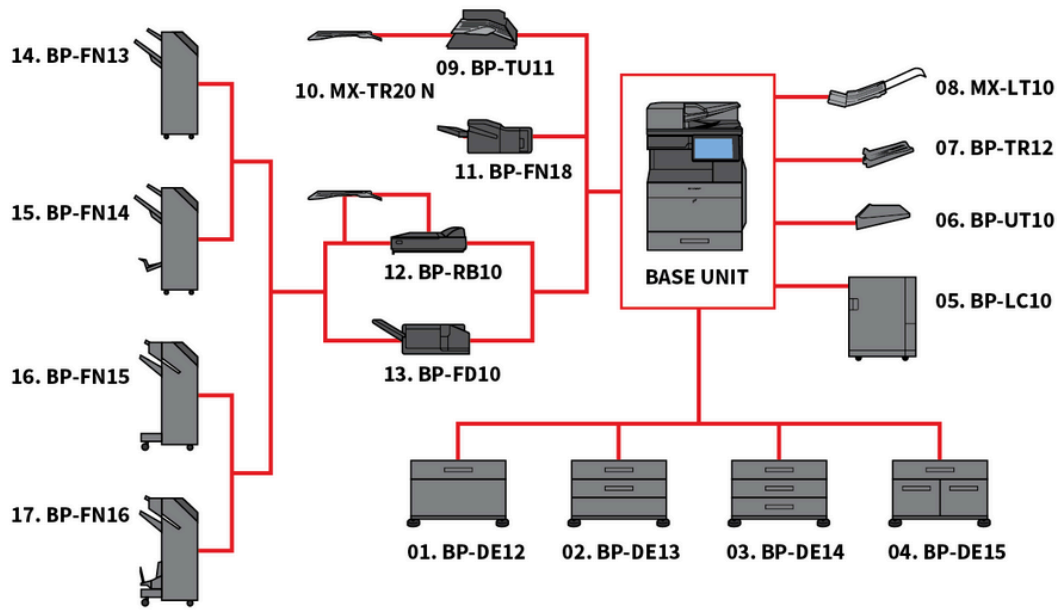 14. BP-FN13
09. BP-TU11
10. MX-TR20 N
08. MX-LT10
07. BP-TR12
11. BP-FN18
15. BP-FN14
06. BP-UT10
12. BP-RB10
BASE UNIT
05. BP-LC10
16. BP-FN15
13. BP-FD10
17. BP-FN16
01. BP-DE12
02. BP-DE13
03. BP-DE14
04. BP-DE15